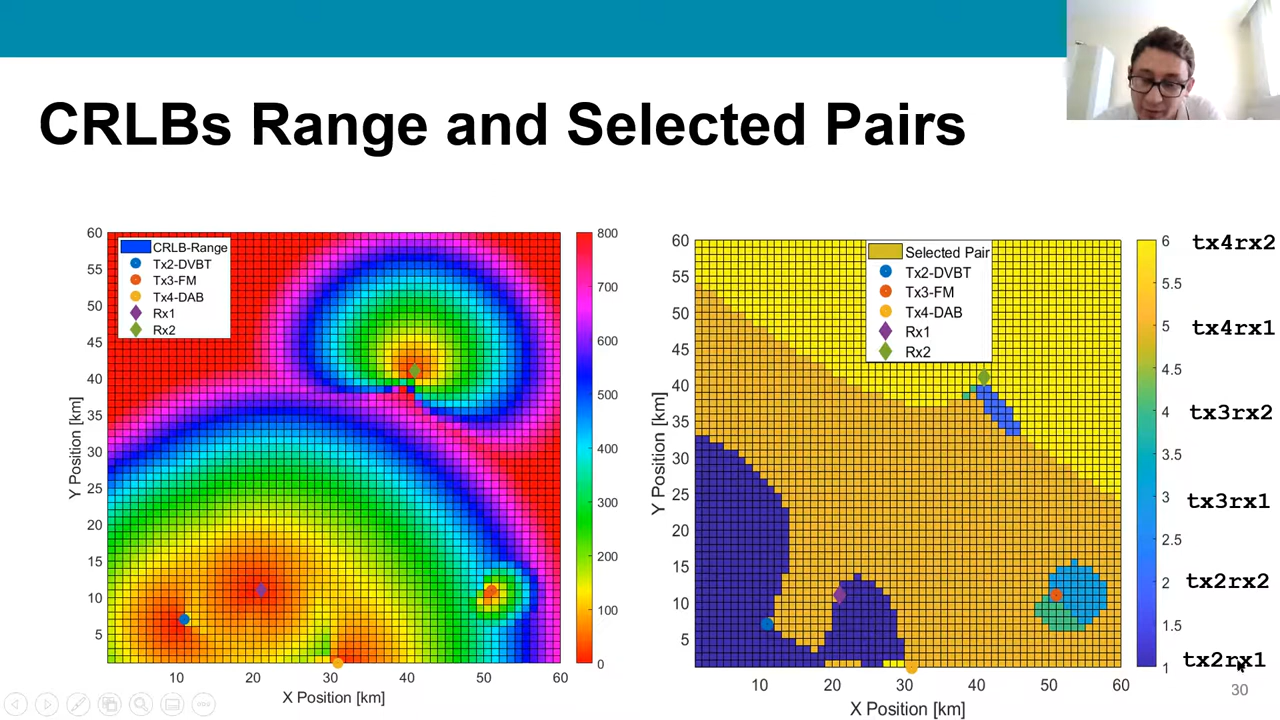 CRLBs Range and Selected Pairs
60
55
50
45
40
35
30
25
20
15
10
5
Y Position [km]
CRLB-Range
Tx2-DVBT
Tx3-FM
Tx4-DAB
Rx1
Rx2
10
20
30
40
50
60
X Position [km]
800
700
600
500
400
300
200
100
0
60
55
50
45
40
35
30
25
20
15
10
5
Y Position [km]
Selected Pair
Tx2-DVBT
Tx3-FM
Tx4-DAB
Rx1
Rx2
10
20
30
40
50
60
X Position [km]
6
5.5
5
4.5
4
3.5
3
2.5
2
1.5
1
tx4rx2
tx4rx1
tx3rx2
tx3rx1
tx2rx2
tx2rx1
30